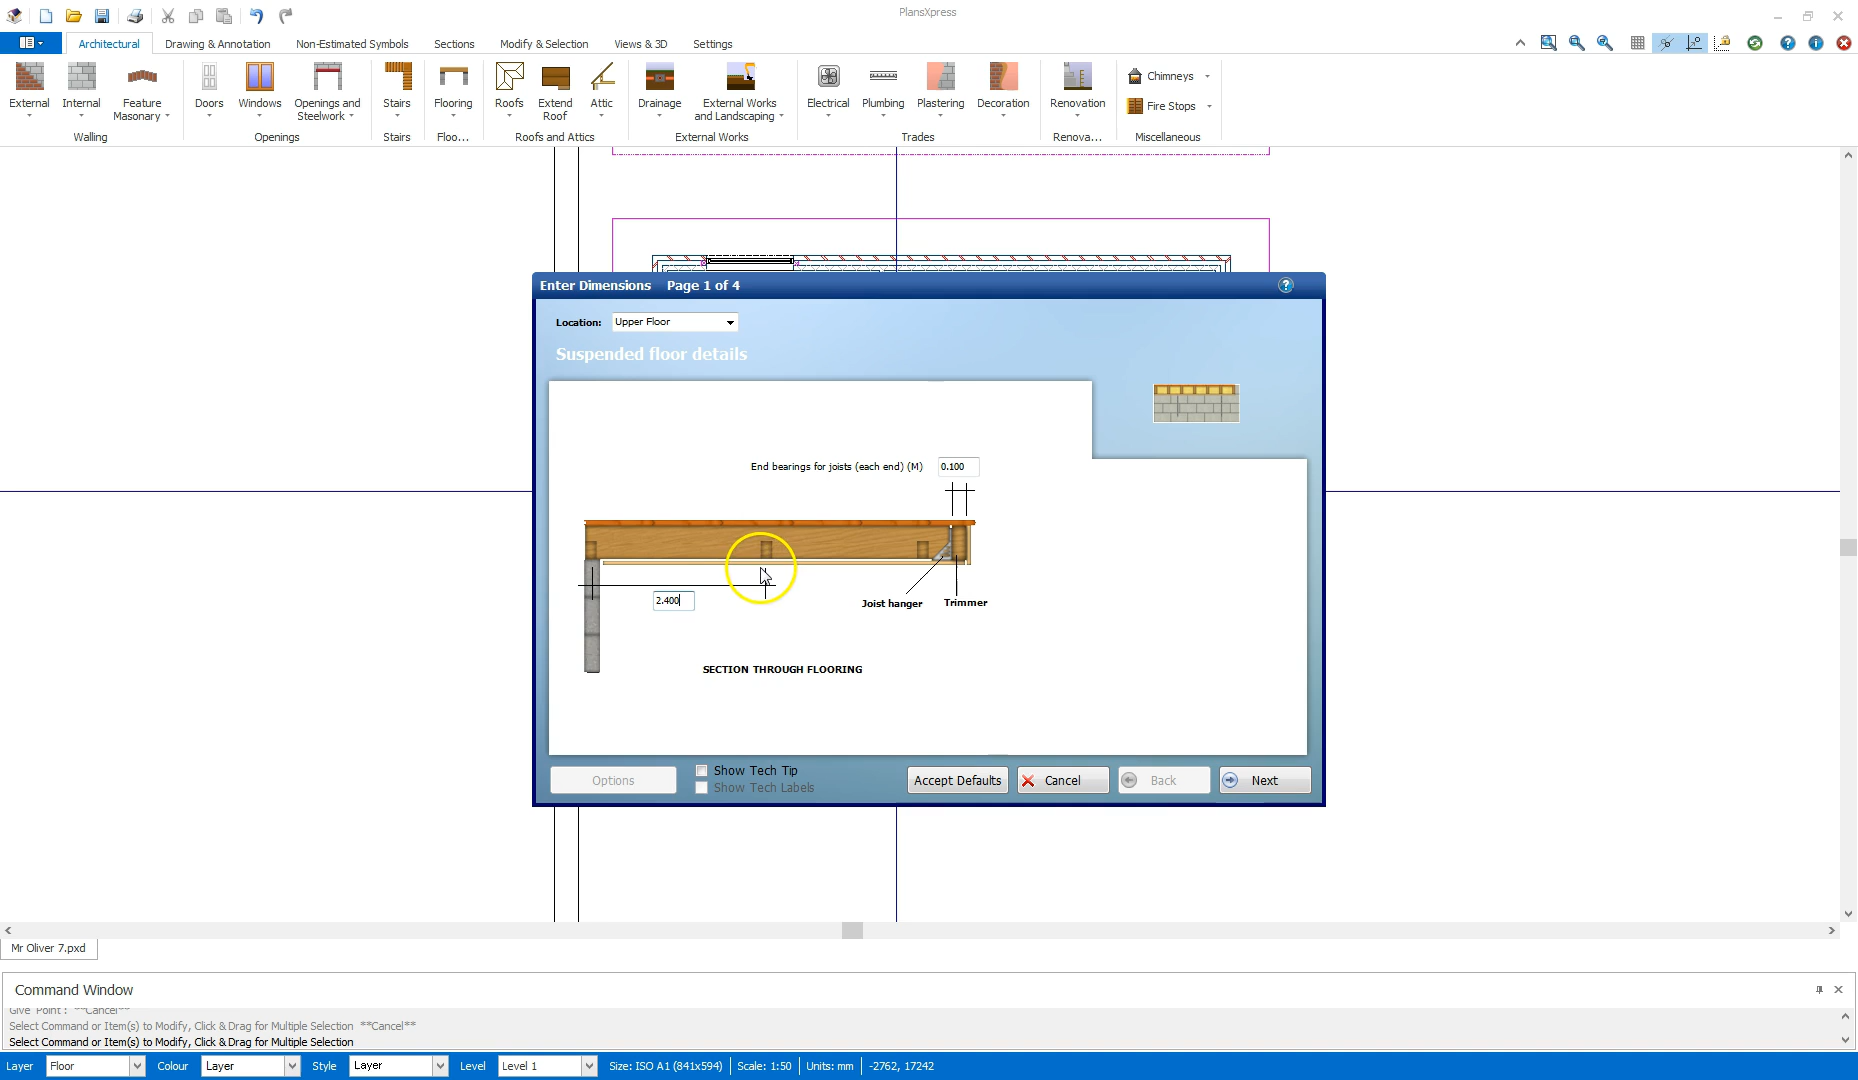 PlansXpress
Architectural Drawing & Annotation Non-Estimated Symbols Sections Modify & Selection Views & 3D Settings
External Internal Feature Masonary Doors Windows Openings and Steelwork Stairs Flooring Roofs Extend Roof Attic Drainage External Works and Landscaping Electrical Plumbing Plastering Decoration Renovation Chimneys Fire Stops
Walling Openings Stairs Floo... Roofs and Attics External Works Trades Renova... Miscellaneous
Enter Dimensions Page 1 of 4
Location: Upper Floor
Suspended floor details
End bearings for joists (each end) (M) 0.100
2.400
Joist hanger Trimmer
SECTION THROUGH FLOORING
Options Show Tech Tip
Show Tech Labels
Accept Defaults Cancel Back Next
Mr Oliver 7.pxd
Command Window
Give Point : **Cancel**
Select Command or Item(s) to Modify, Click & Drag for Multiple Selection **Cancel**
Select Command or Item(s) to Modify, Click & Drag for Multiple Selection
Layer Floor Colour Layer Style Layer Level Level 1 Size: ISO A1 (841x594) Scale: 1:50 Units: mm -2762, 17242